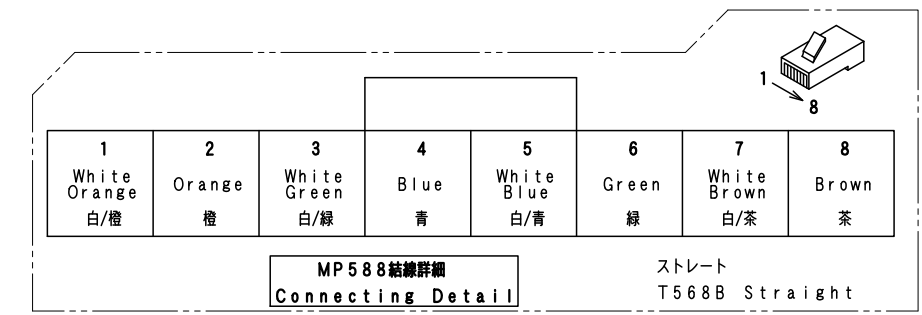 1
8
1 2 3 4 5 6 7 8
White Orange White Blue White Green White Brown
Orange Green Blue Brown
白/橙 橙 白/緑 青 白/青 緑 白/茶 茶
MP588結線詳細
Connecting Detail
ストレート
T568B Straight